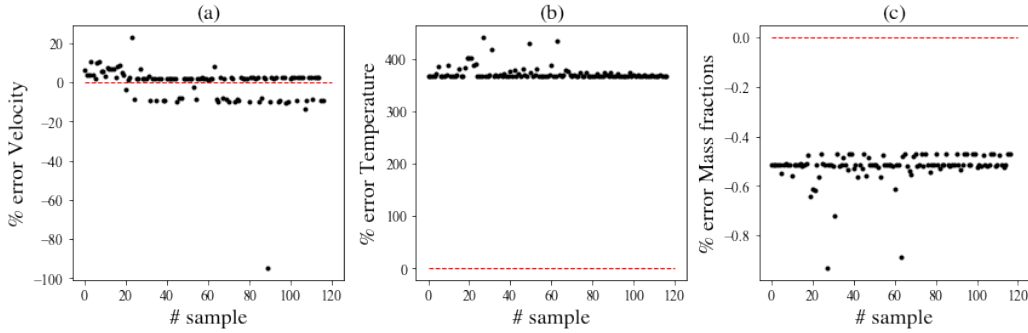 (a)
% error Velocity
20
0
−20
−40
−60
−80
−100
0 20 40 60 80 100 120
# sample
(b)
% error Temperature
400
300
200
100
0
0 20 40 60 80 100 120
# sample
(c)
% error Mass fractions
0.0
−0.2
−0.4
−0.6
−0.8
0 20 40 60 80 100 120
# sample